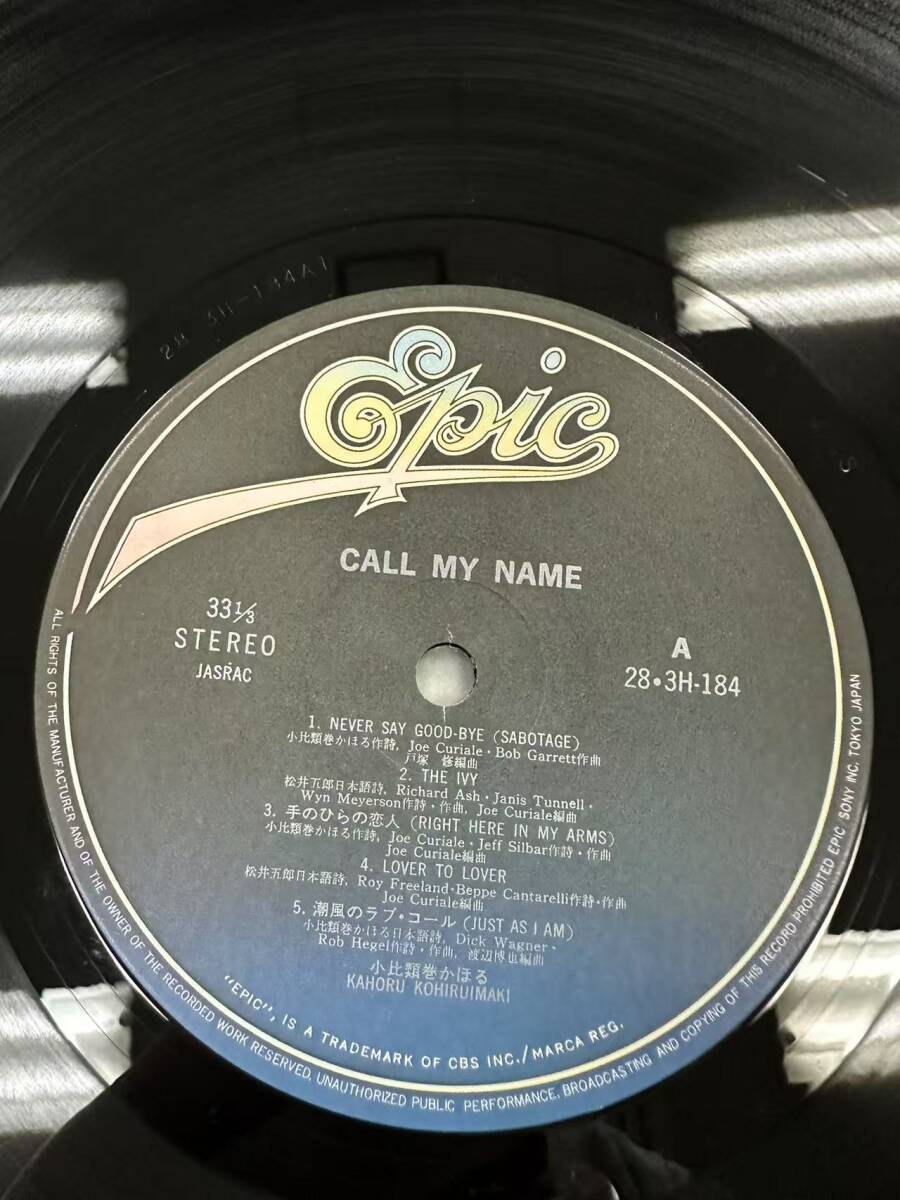 28 3H-184A1
Epic
CALL MY NAME
33 1/3
STEREO
JASRAC
A
28・3H-184
1. NEVER SAY GOOD-BYE (SABOTAGE)
小比類巻かほる作詩, Joe Curiale・Bob Garrett作曲
戸塚 修編曲
2. THE IVY
松井五郎日本語詩, Richard Ash・Janis Tunnell・
Wyn Meyerson作詩・作曲, Joe Curiale編曲
3. 手のひらの恋人 (RIGHT HERE IN MY ARMS)
小比類巻かほる作詩, Joe Curiale・Jeff Silbar作詩・作曲
Joe Curiale編曲
4. LOVER TO LOVER
松井五郎日本語詩, Roy Freeland・Beppe Cantarelli作詩・作曲
Joe Curiale編曲
5. 潮風のラブ・コール (JUST AS I AM)
小比類巻かほる日本語詩, Dick Wagner・
Rob Hegel作詩・作曲, 渡辺博也編曲
小比類巻かほる
KAHORU KOHIRUIMAKI
"EPIC", IS A TRADEMARK OF CBS INC./MARCA REG.
ALL RIGHTS OF THE MANUFACTURER AND OF THE OWNER OF THE RECORDED WORK RESERVED. UNAUTHORIZED PUBLIC PERFORMANCE, BROADCASTING AND COPYING OF THIS RECORD PROHIBITED EPIC SONY INC. TOKYO JAPAN
S